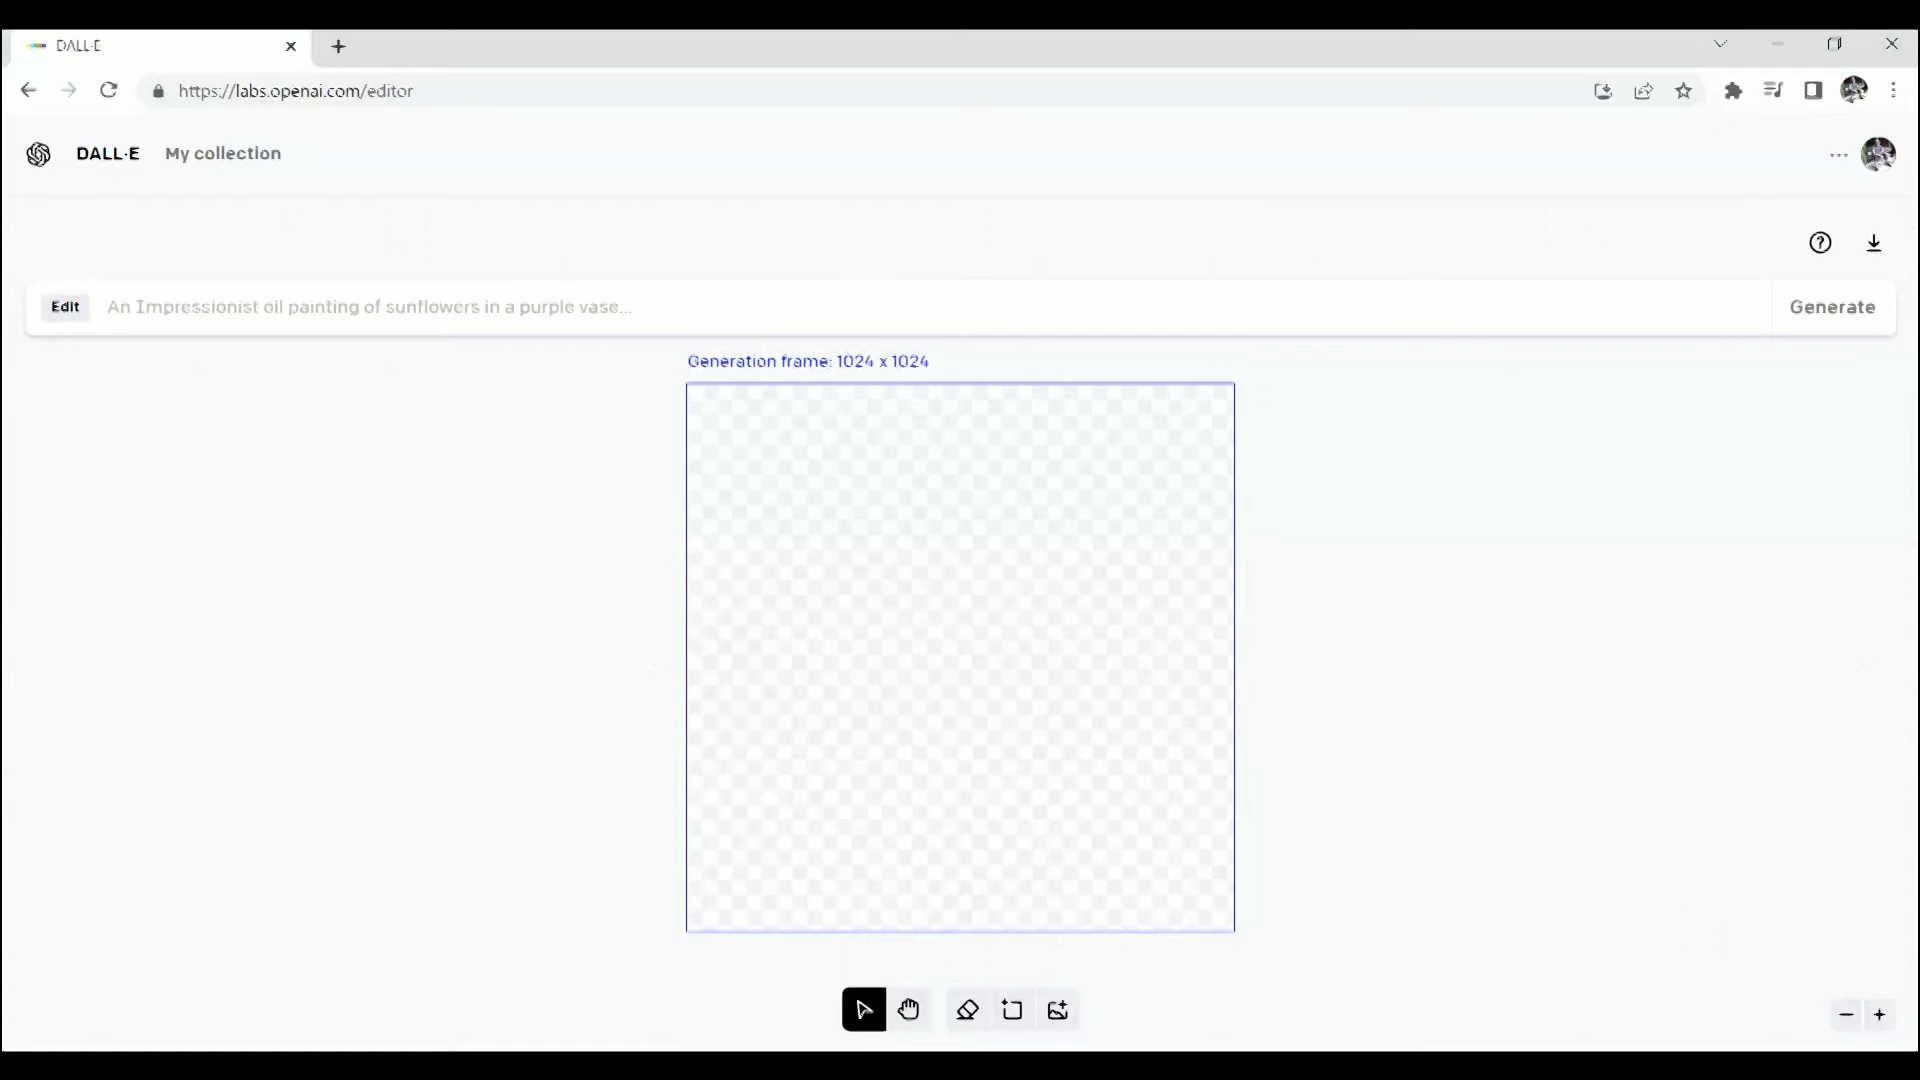 DALL·E
https://labs.openai.com/editor
DALL·E My collection
Edit An Impressionist oil painting of sunflowers in a purple vase... Generate
Generation frame: 1024 x 1024